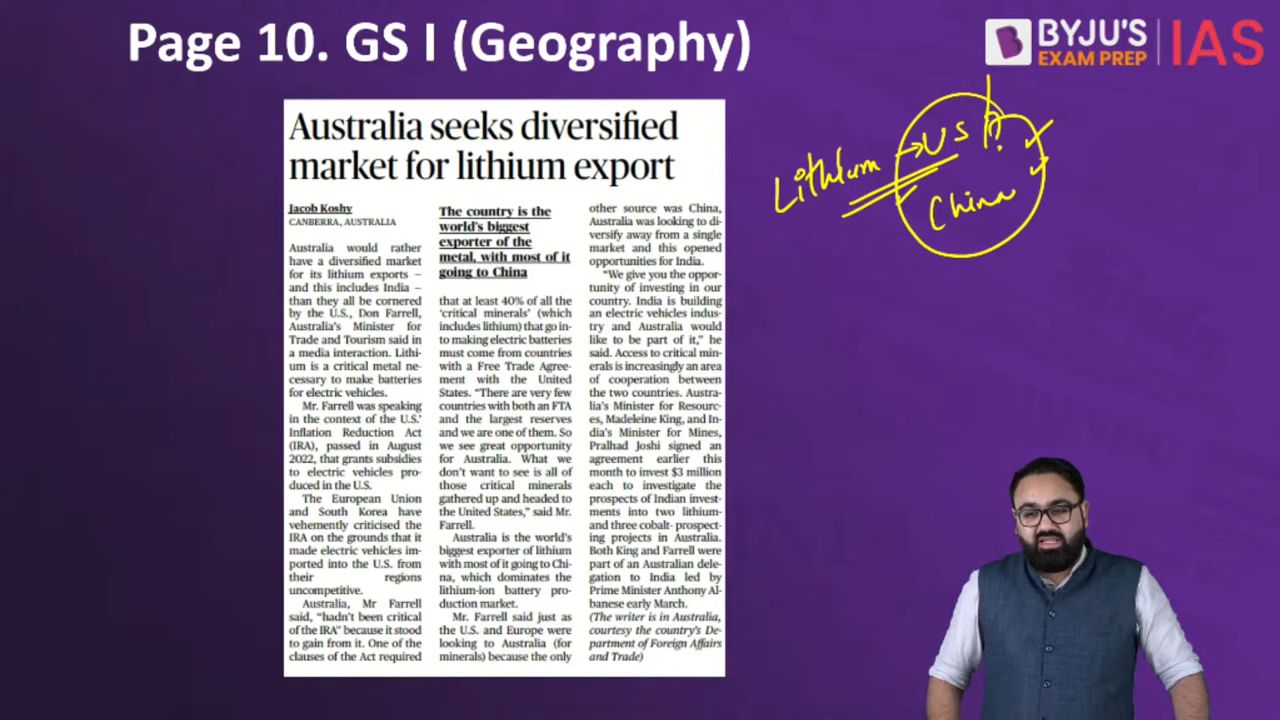 Page 10. GS I (Geography)
BYJU'S
EXAM PREP
IAS
Australia seeks diversified
market for lithium export
Jacob Koshy
CANBERRA, AUSTRALIA
Australia would rather
have a diversified market
for its lithium exports –
and this includes India –
than they all be cornered
by the U.S., Don Farrell,
Australia's Minister for
Trade and Tourism said in
a media interaction. Lithi-
um is a critical metal ne-
cessary to make batteries
for electric vehicles.
Mr. Farrell was speaking
in the context of the U.S.'
Inflation Reduction Act
(IRA), passed in August
2022, that grants subsidies
to electric vehicles pro-
duced in the U.S.
The European Union
and South Korea have
vehemently criticised the
IRA on the grounds that it
made electric vehicles im-
ported into the U.S. from
their regions
uncompetitive.
Australia, Mr Farrell
said, "hadn't been critical
of the IRA" because it stood
to gain from it. One of the
clauses of the Act required
The country is the
world's biggest
exporter of the
metal, with most of it
going to China
that at least 40% of all the
'critical minerals' (which
includes lithium) that go in-
to making electric batteries
must come from countries
with a Free Trade Agree-
ment with the United
States. "There are very few
countries with both an FTA
and the largest reserves
and we are one of them. So
we see great opportunity
for Australia. What we
don't want to see is all of
those critical minerals
gathered up and headed to
the United States," said Mr.
Farrell.
Australia is the world's
biggest exporter of lithium
with most of it going to Chi-
na, which dominates the
lithium-ion battery pro-
duction market.
Mr. Farrell said just as
the U.S. and Europe were
looking to Australia (for
minerals) because the only
other source was China,
Australia was looking to di-
versify away from a single
market and this opened
opportunities for India.
"We give you the oppor-
tunity of investing in our
country. India is building
an electric vehicles indus-
try and Australia would
like to be part of it," he
said. Access to critical min-
erals is increasingly an area
of cooperation between
the two countries. Austra-
lia's Minister for Resourc-
es, Madeleine King, and In-
dia's Minister for Mines,
Pralhad Joshi signed an
agreement earlier this
month to invest $3 million
each to investigate the
prospects of Indian invest-
ments into two lithium-
and three cobalt- prospect-
ing projects in Australia.
Both King and Farrell were
part of an Australian dele-
gation to India led by
Prime Minister Anthony Al-
banese early March.
(The writer is in Australia,
courtesy the country's De-
partment of Foreign Affairs
and Trade)
Lithium → US
China